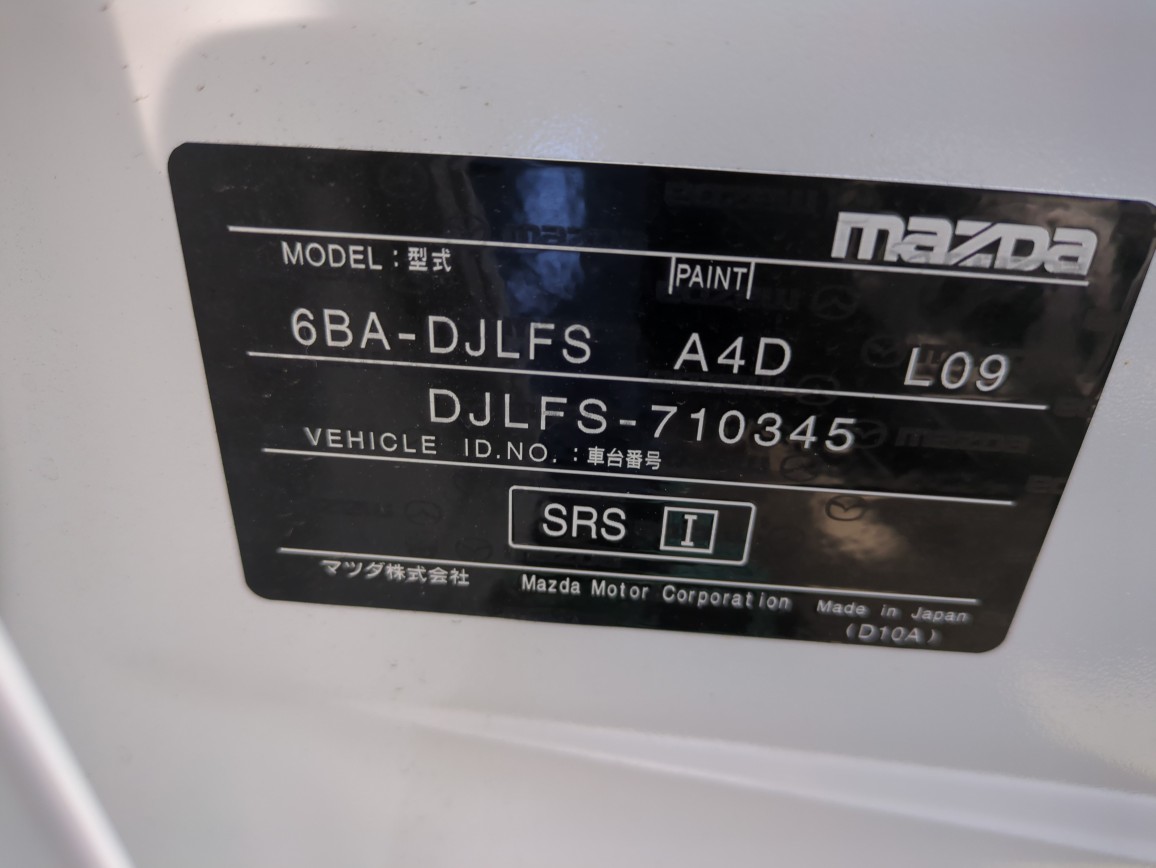 mazda
MODEL : 型式
PAINT
6BA-DJLFS A4D L09
DJLFS-710345
VEHICLE ID.NO. : 車台番号
SRS I
マツダ株式会社 Mazda Motor Corporation Made in Japan
(D10A)